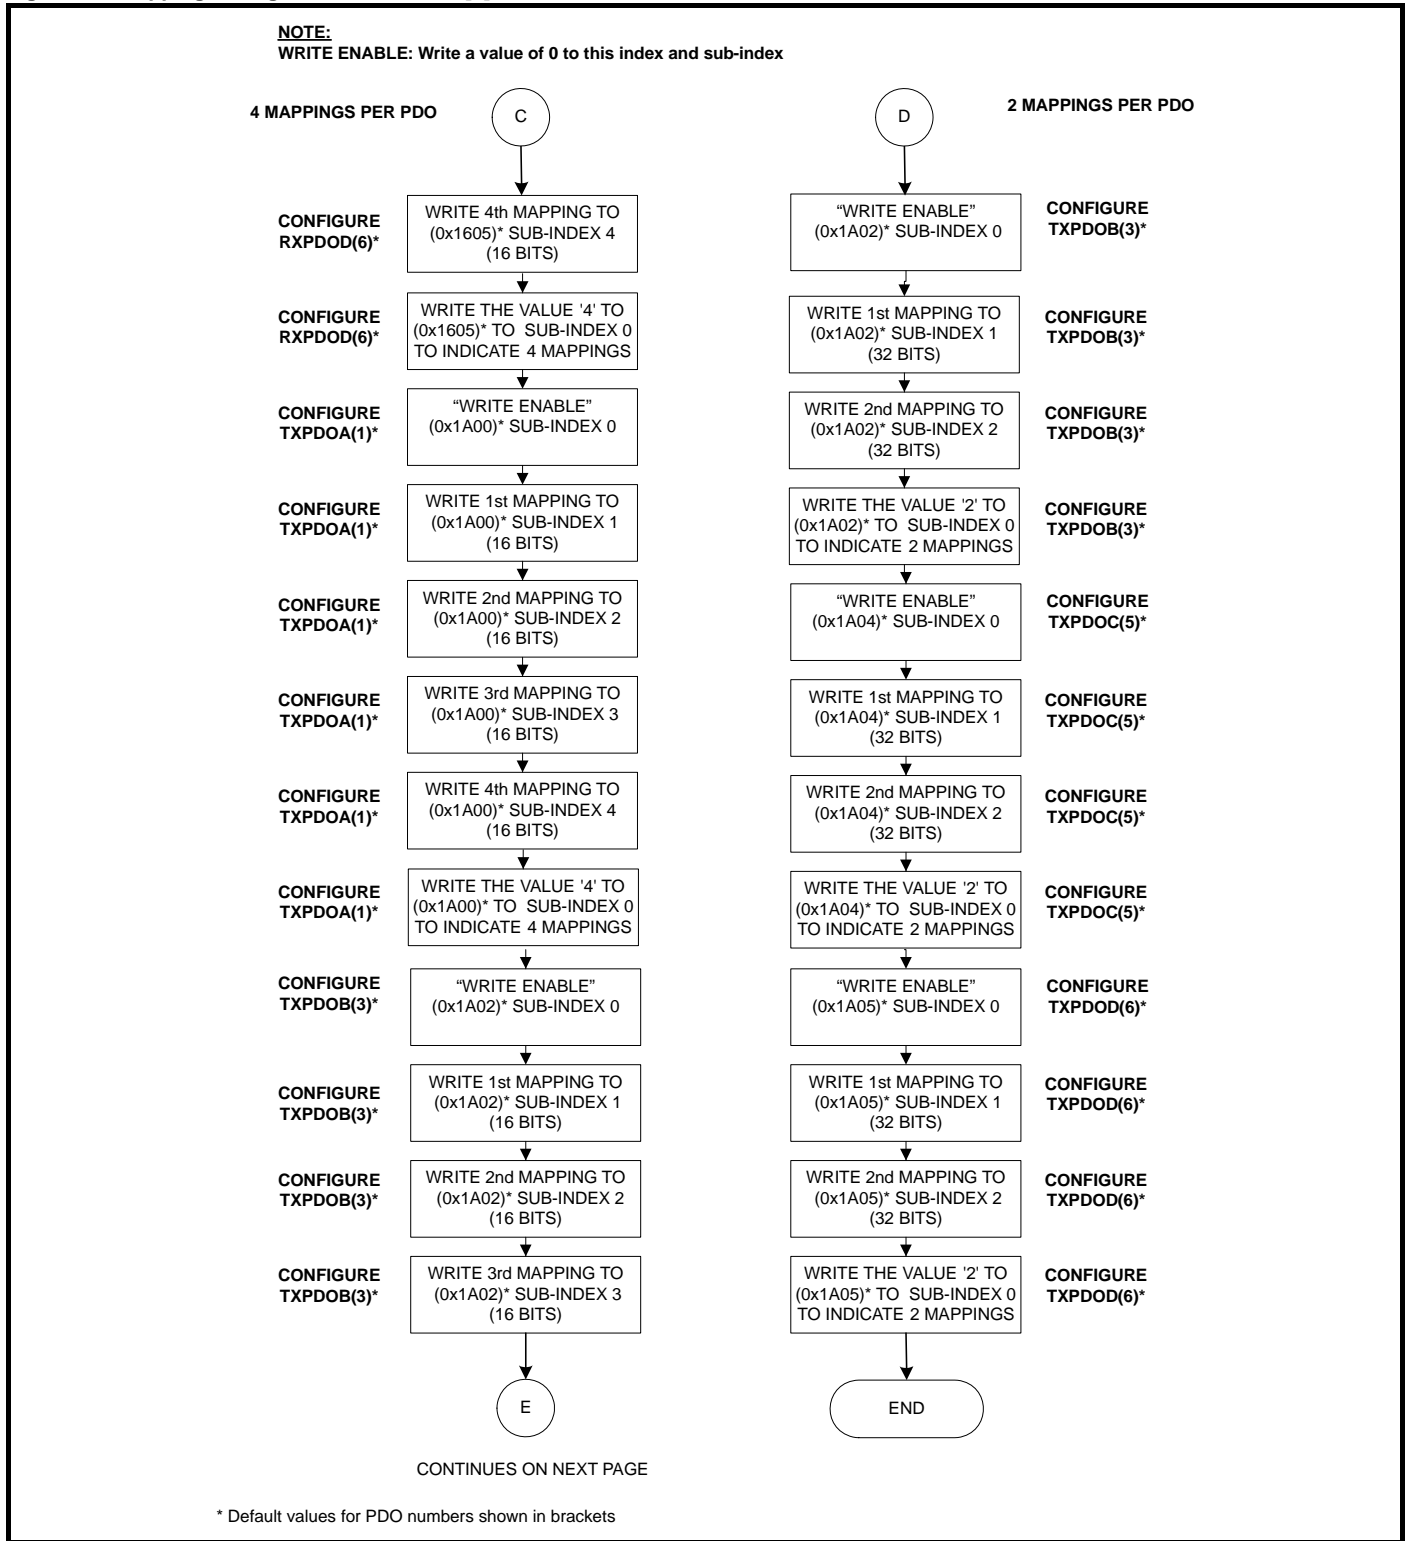 NOTE:
WRITE ENABLE: Write a value of 0 to this index and sub-index
4 MAPPINGS PER PDO
C
CONFIGURE
RXPDOD(6)*
WRITE 4th MAPPING TO
(0x1605)* SUB-INDEX 4
(16 BITS)
CONFIGURE
RXPDOD(6)*
WRITE THE VALUE '4' TO
(0x1605)* TO SUB-INDEX 0
TO INDICATE 4 MAPPINGS
CONFIGURE
TXPDOA(1)*
“WRITE ENABLE”
(0x1A00)* SUB-INDEX 0
CONFIGURE
TXPDOA(1)*
WRITE 1st MAPPING TO
(0x1A00)* SUB-INDEX 1
(16 BITS)
CONFIGURE
TXPDOA(1)*
WRITE 2nd MAPPING TO
(0x1A00)* SUB-INDEX 2
(16 BITS)
CONFIGURE
TXPDOA(1)*
WRITE 3rd MAPPING TO
(0x1A00)* SUB-INDEX 3
(16 BITS)
CONFIGURE
TXPDOA(1)*
WRITE 4th MAPPING TO
(0x1A00)* SUB-INDEX 4
(16 BITS)
CONFIGURE
TXPDOA(1)*
WRITE THE VALUE '4' TO
(0x1A00)* TO SUB-INDEX 0
TO INDICATE 4 MAPPINGS
CONFIGURE
TXPDOB(3)*
“WRITE ENABLE”
(0x1A02)* SUB-INDEX 0
CONFIGURE
TXPDOB(3)*
WRITE 1st MAPPING TO
(0x1A02)* SUB-INDEX 1
(16 BITS)
CONFIGURE
TXPDOB(3)*
WRITE 2nd MAPPING TO
(0x1A02)* SUB-INDEX 2
(16 BITS)
CONFIGURE
TXPDOB(3)*
WRITE 3rd MAPPING TO
(0x1A02)* SUB-INDEX 3
(16 BITS)
E
CONTINUES ON NEXT PAGE
D
2 MAPPINGS PER PDO
“WRITE ENABLE”
(0x1A02)* SUB-INDEX 0
CONFIGURE
TXPDOB(3)*
WRITE 1st MAPPING TO
(0x1A02)* SUB-INDEX 1
(32 BITS)
CONFIGURE
TXPDOB(3)*
WRITE 2nd MAPPING TO
(0x1A02)* SUB-INDEX 2
(32 BITS)
CONFIGURE
TXPDOB(3)*
WRITE THE VALUE '2' TO
(0x1A02)* TO SUB-INDEX 0
TO INDICATE 2 MAPPINGS
CONFIGURE
TXPDOB(3)*
“WRITE ENABLE”
(0x1A04)* SUB-INDEX 0
CONFIGURE
TXPDOC(5)*
WRITE 1st MAPPING TO
(0x1A04)* SUB-INDEX 1
(32 BITS)
CONFIGURE
TXPDOC(5)*
WRITE 2nd MAPPING TO
(0x1A04)* SUB-INDEX 2
(32 BITS)
CONFIGURE
TXPDOC(5)*
WRITE THE VALUE '2' TO
(0x1A04)* TO SUB-INDEX 0
TO INDICATE 2 MAPPINGS
CONFIGURE
TXPDOC(5)*
“WRITE ENABLE”
(0x1A05)* SUB-INDEX 0
CONFIGURE
TXPDOD(6)*
WRITE 1st MAPPING TO
(0x1A05)* SUB-INDEX 1
(32 BITS)
CONFIGURE
TXPDOD(6)*
WRITE 2nd MAPPING TO
(0x1A05)* SUB-INDEX 2
(32 BITS)
CONFIGURE
TXPDOD(6)*
WRITE THE VALUE '2' TO
(0x1A05)* TO SUB-INDEX 0
TO INDICATE 2 MAPPINGS
CONFIGURE
TXPDOD(6)*
END
* Default values for PDO numbers shown in brackets